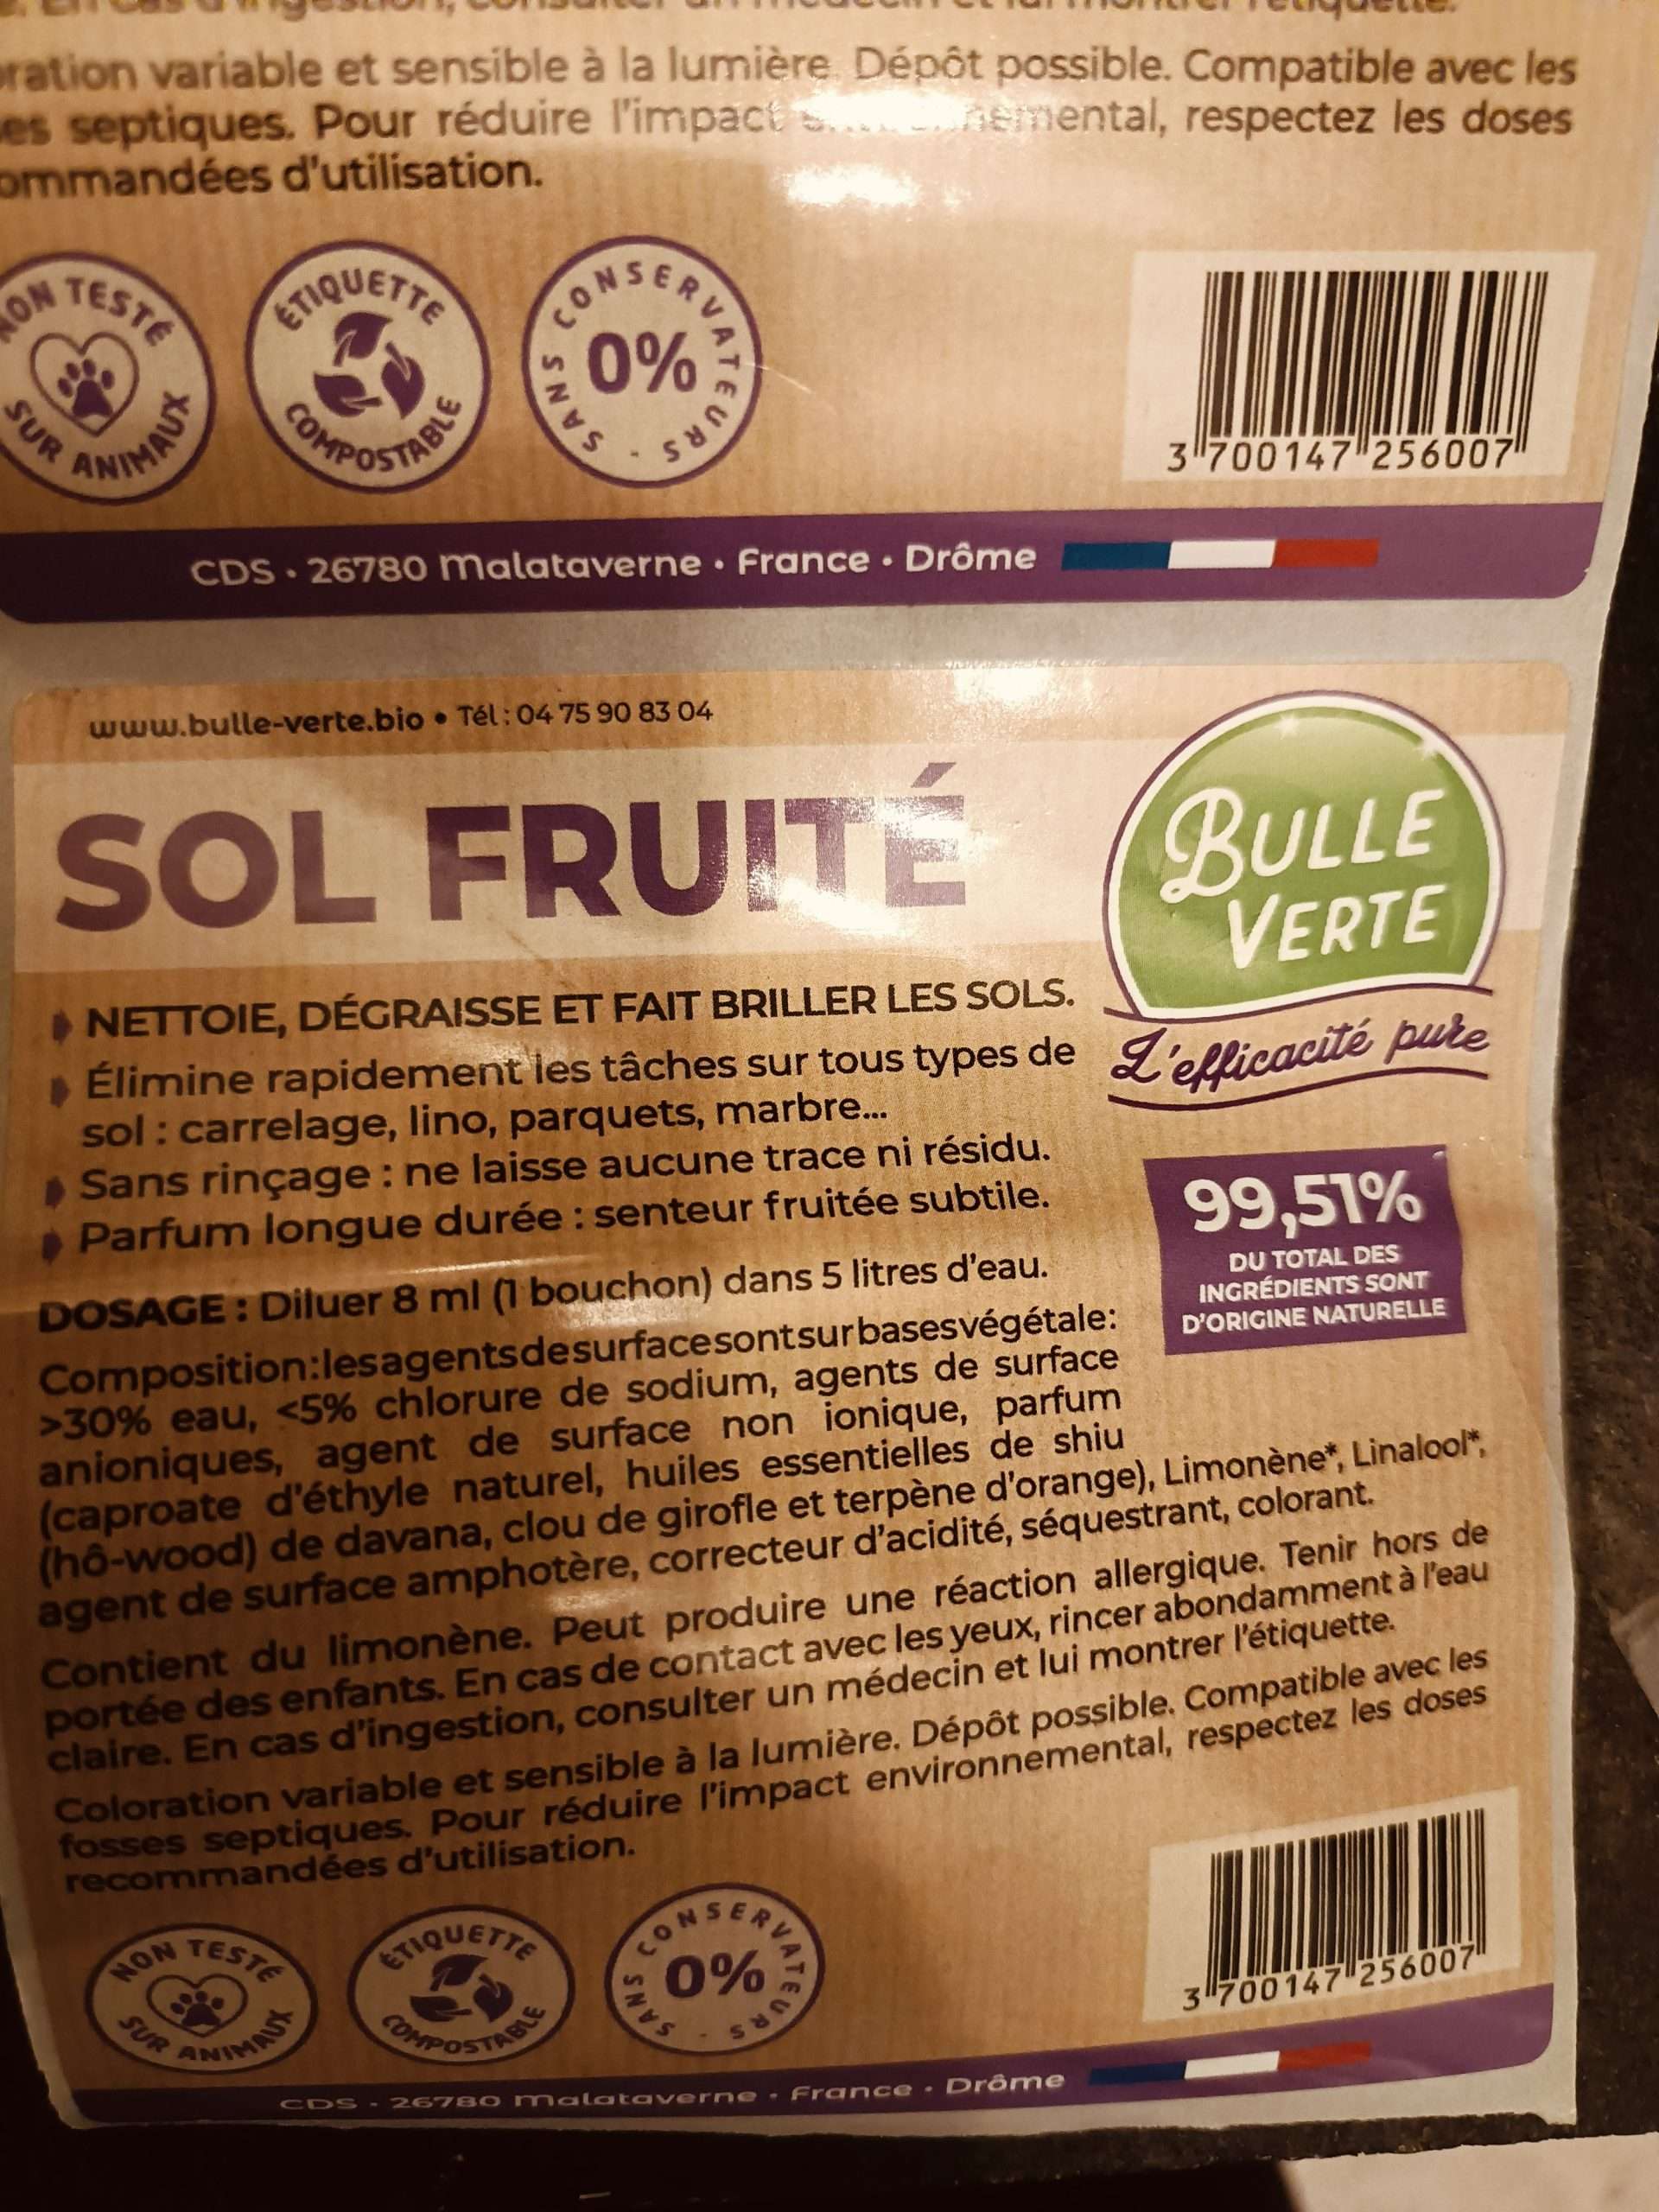 En cas d'ingestion, consulter un médecin et lui montrer l'étiquette.
ration variable et sensible à la lumière. Dépôt possible. Compatible avec les
es septiques. Pour réduire l'impact nemental, respectez les doses
ommandées d'utilisation.
NON TESTÉ SUR ANIMAUX
ÉTIQUETTE COMPOSTABLE
SANS CONSERVATEURS
0%
3 700147 256007
CDS • 26780 Malataverne • France • Drôme
www.bulle-verte.bio • Tél : 04 75 90 83 04
SOL FRUITÉ
BULLE
VERTE
L'efficacité pure
NETTOIE, DÉGRAISSE ET FAIT BRILLER LES SOLS.
Élimine rapidement les tâches sur tous types de
sol : carrelage, lino, parquets, marbre...
Sans rinçage : ne laisse aucune trace ni résidu.
Parfum longue durée : senteur fruitée subtile.
99,51%
DU TOTAL DES
INGRÉDIENTS SONT
D'ORIGINE NATURELLE
DOSAGE : Diluer 8 ml (1 bouchon) dans 5 litres d'eau.
Composition:lesagentsdesurfacesontsurbasesvégétale:
>30% eau, <5% chlorure de sodium, agents de surface
anioniques, agent de surface non ionique, parfum
(caproate d'éthyle naturel, huiles essentielles de shiu
(hô-wood) de davana, clou de girofle et terpène d'orange), Limonène*, Linalool*,
agent de surface amphotère, correcteur d'acidité, séquestrant, colorant.
Contient du limonène. Peut produire une réaction allergique. Tenir hors de
portée des enfants. En cas de contact avec les yeux, rincer abondamment à l'eau
claire. En cas d'ingestion, consulter un médecin et lui montrer l'étiquette.
Coloration variable et sensible à la lumière. Dépôt possible. Compatible avec les
fosses septiques. Pour réduire l'impact environnemental, respectez les doses
recommandées d'utilisation.
NON TESTÉ SUR ANIMAUX
ÉTIQUETTE COMPOSTABLE
SANS CONSERVATEURS
0%
3 700147 256007
CDS • 26780 Malataverne • France • Drôme